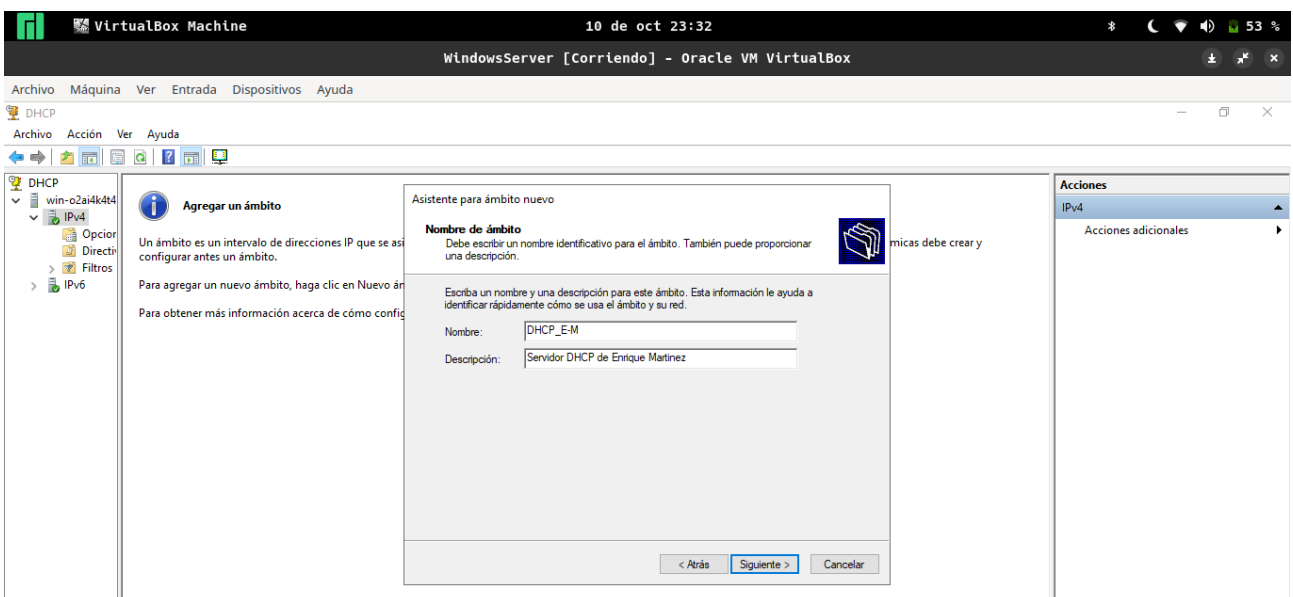 VirtualBox Machine
10 de oct 23:32
53 %
WindowsServer [Corriendo] - Oracle VM VirtualBox
Archivo Máquina Ver Entrada Dispositivos Ayuda
DHCP
Archivo Acción Ver Ayuda
DHCP
win-o2ai4k4t4
IPv4
Opcior
Directiv
Filtros
IPv6
Agregar un ámbito
Un ámbito es un intervalo de direcciones IP que se asi
micas debe crear y
configurar antes un ámbito.
Para agregar un nuevo ámbito, haga clic en Nuevo ám
Para obtener más información acerca de cómo config
Asistente para ámbito nuevo
Nombre de ámbito
Debe escribir un nombre identificativo para el ámbito. También puede proporcionar
una descripción.
Escriba un nombre y una descripción para este ámbito. Esta información le ayuda a
identificar rápidamente cómo se usa el ámbito y su red.
Nombre: DHCP_E-M
Descripción: Servidor DHCP de Enrique Martinez
< Atrás Siguiente > Cancelar
Acciones
IPv4
Acciones adicionales